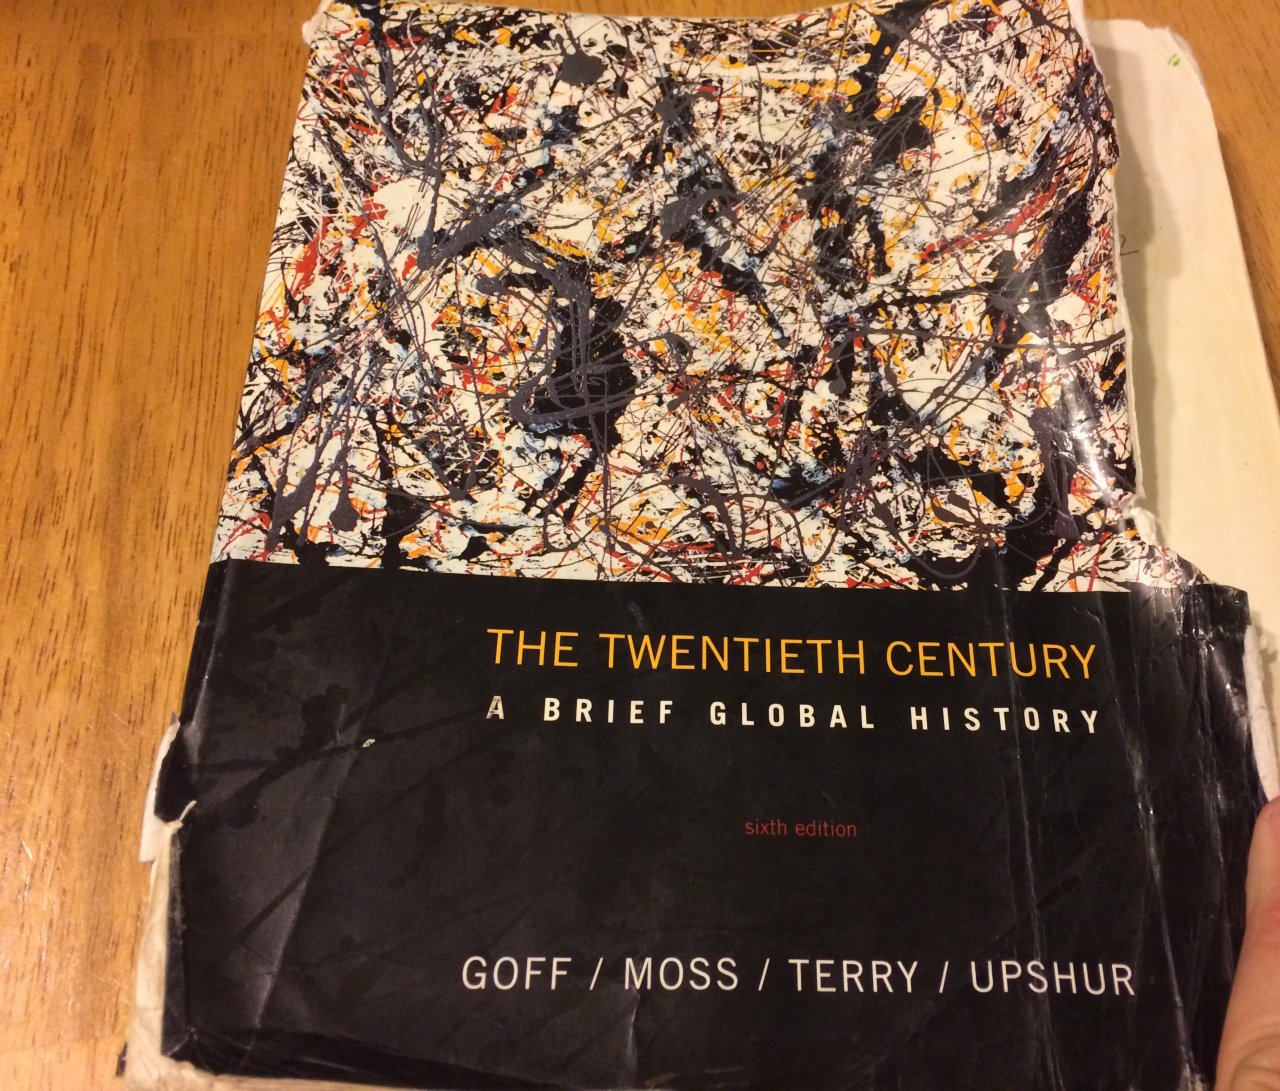 THE TWENTIETH CENTURY
A BRIEF GLOBAL HISTORY
sixth edition
GOFF / MOSS / TERRY / UPSHUR